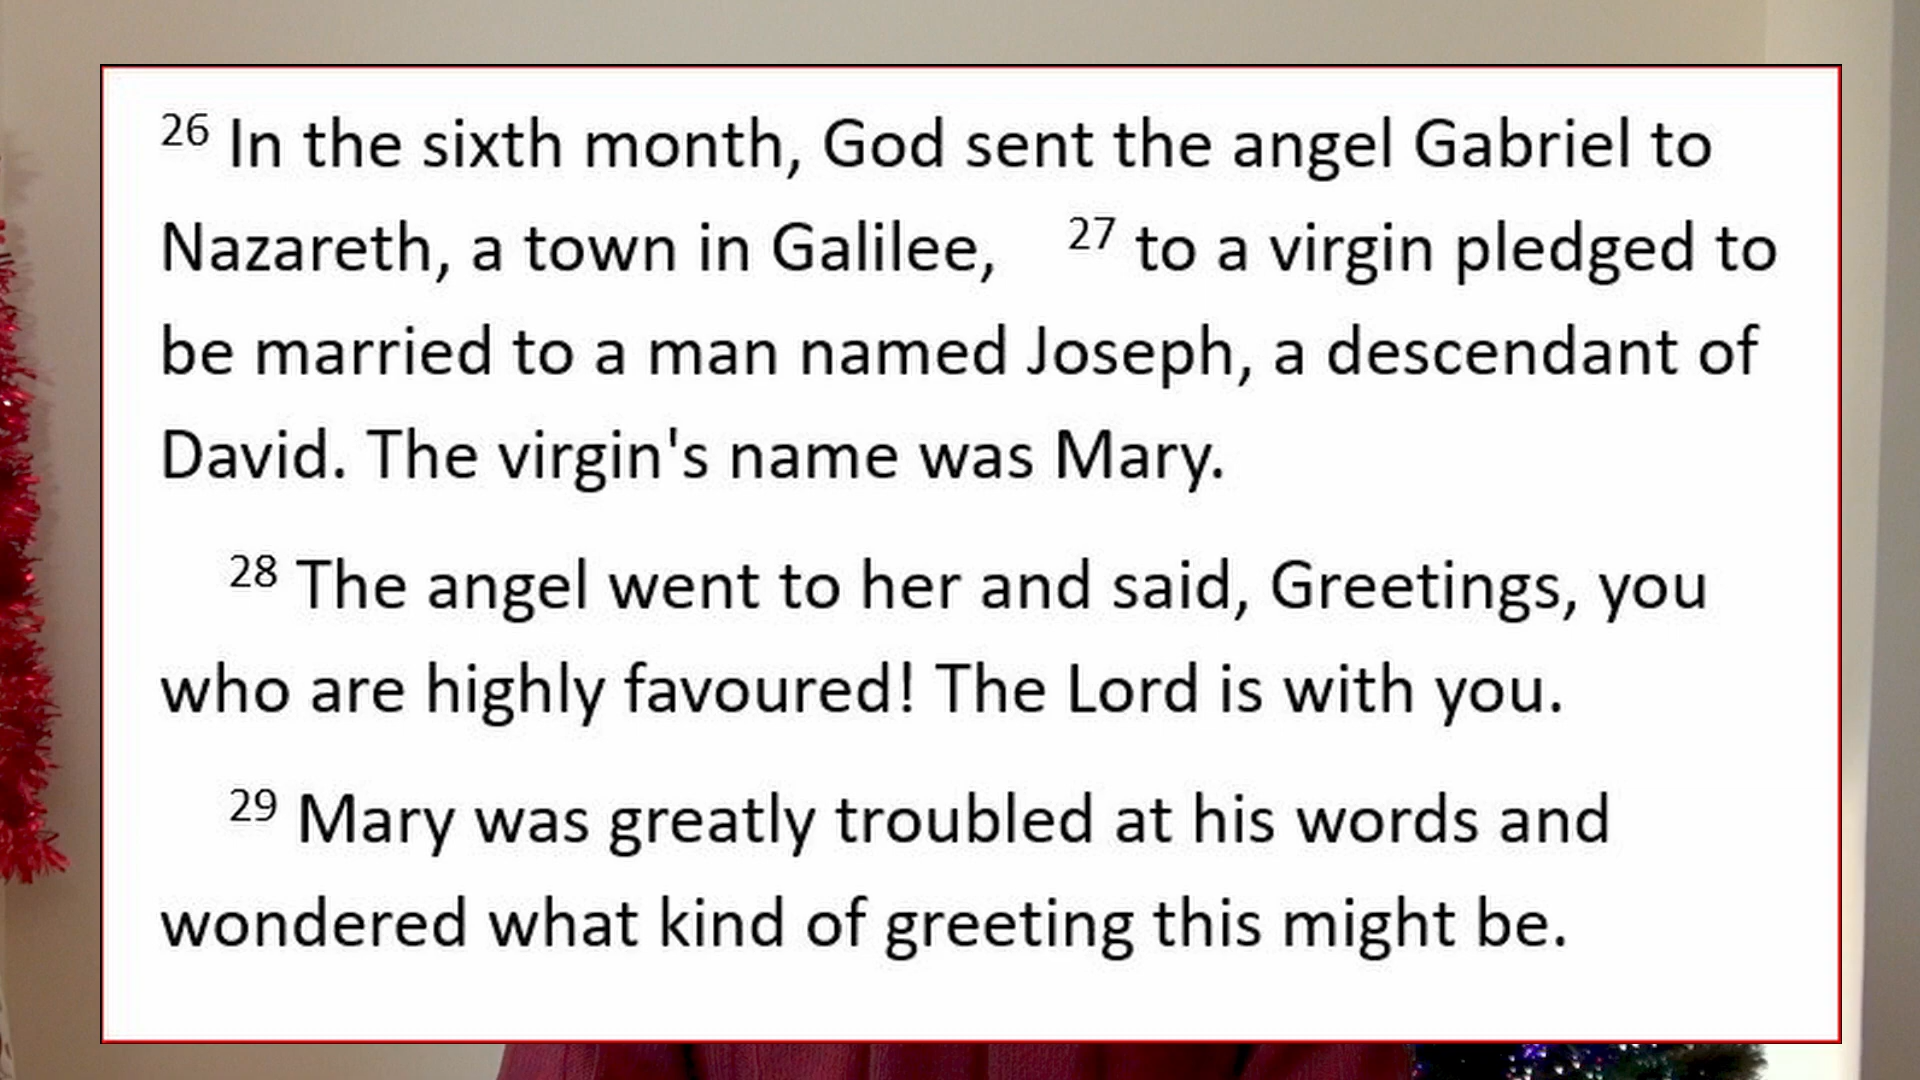 26 In the sixth month, God sent the angel Gabriel to
Nazareth, a town in Galilee, 27 to a virgin pledged to
be married to a man named Joseph, a descendant of
David. The virgin's name was Mary.
28 The angel went to her and said, Greetings, you
who are highly favoured! The Lord is with you.
29 Mary was greatly troubled at his words and
wondered what kind of greeting this might be.